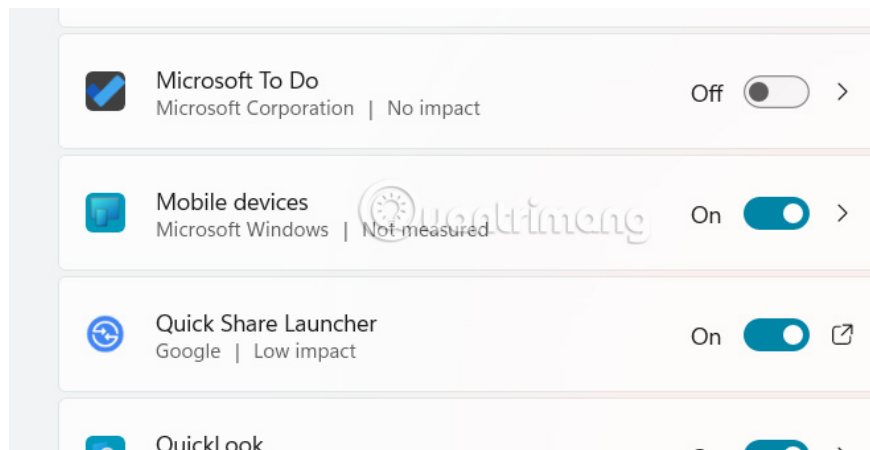 Microsoft To Do
Off
Microsoft Corporation | No impact
Mobile devices
On
Microsoft Windows | Not measured
Quantrimang
Quick Share Launcher
On
Google | Low impact
QuickLook